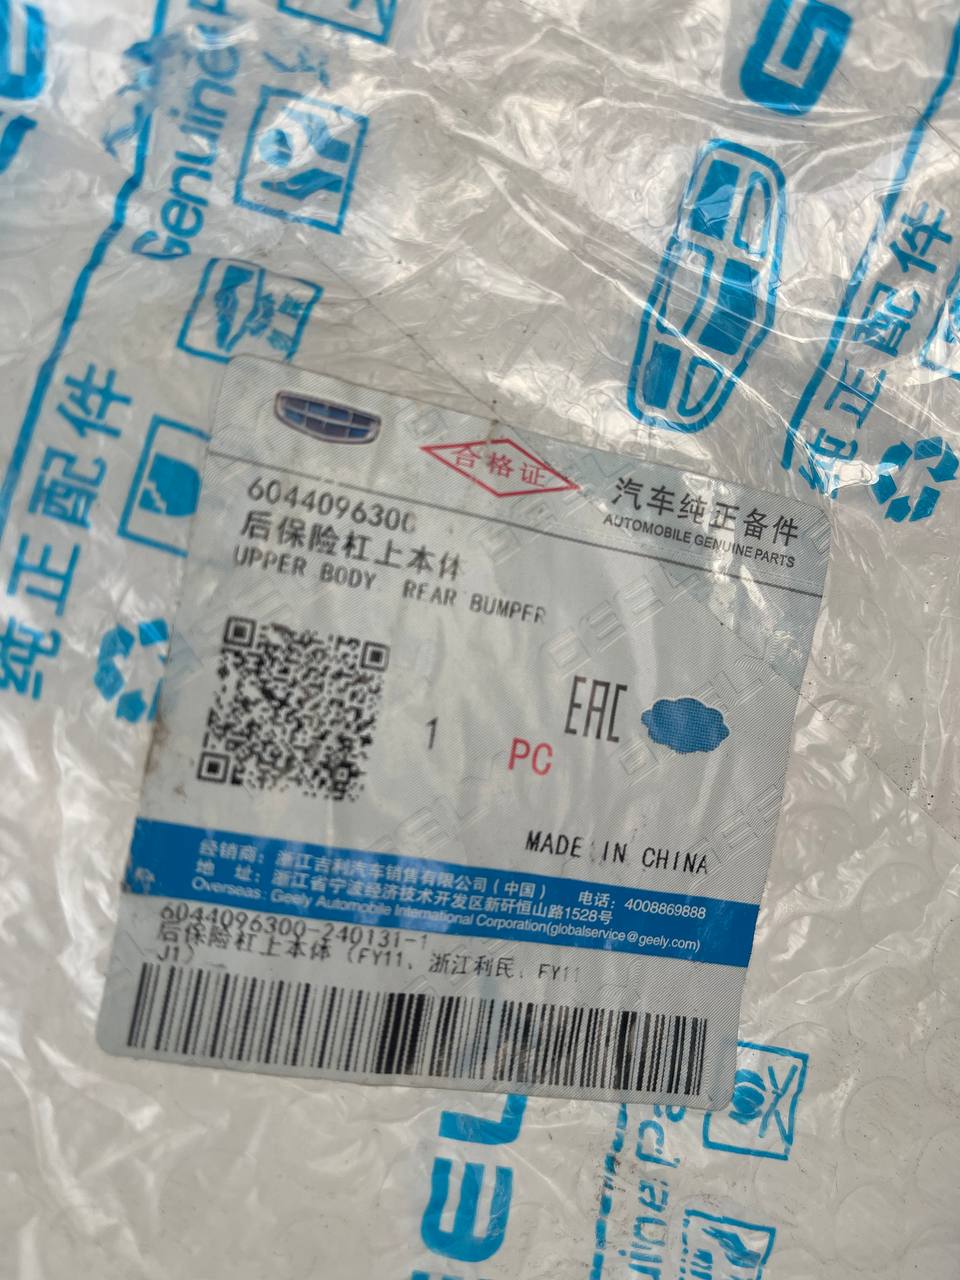 Genuine
纯正配件
纯正配件
合格证
汽车纯正备件
AUTOMOBILE GENUINE PARTS
6044096300
后保险杠上本体
UPPER BODY, REAR BUMPER
1
PC
EAC
MADE IN CHINA
经销商：浙江吉利汽车销售有限公司（中国） 电话：4008869888
地 址：浙江省宁波经济技术开发区新矸恒山路1528号
Overseas : Geely Automobile International Corporation(globalservice@geely.com)
6044096300-240131-1
后保险杠上本体（FY11、浙江利民、FY11
J1）